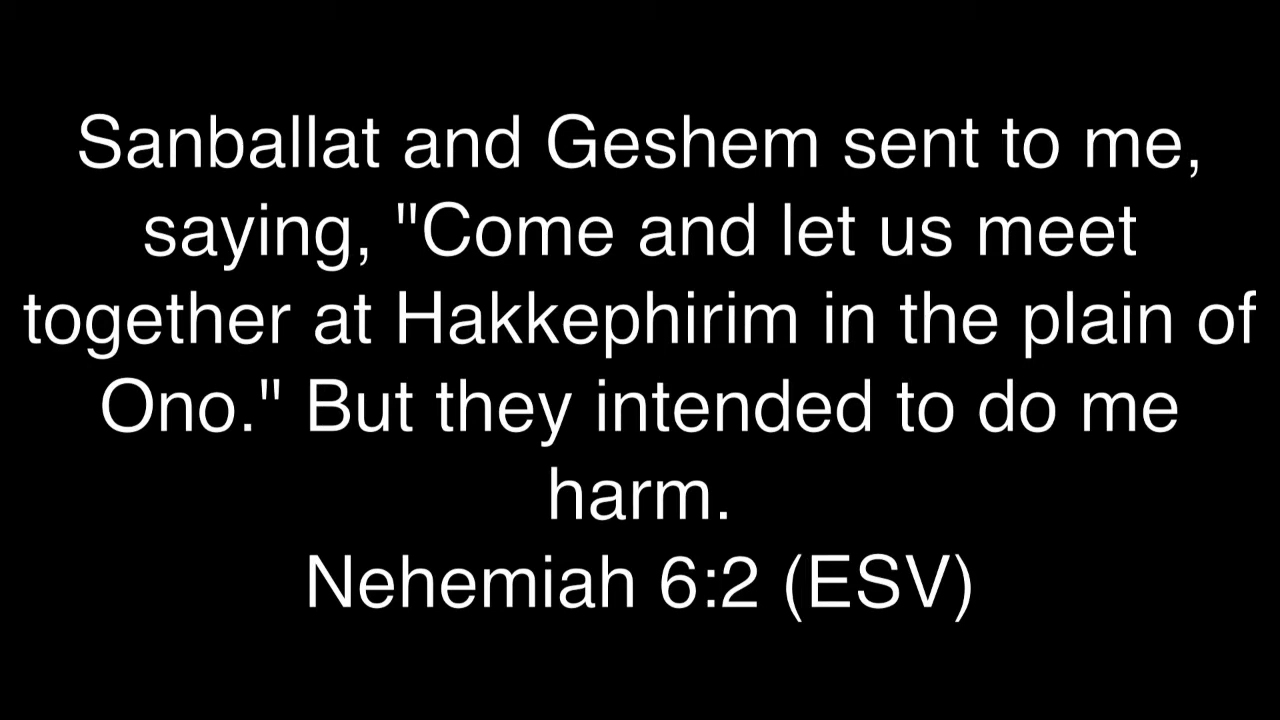 Sanballat and Geshem sent to me,
saying, "Come and let us meet
together at Hakkephirim in the plain of
Ono." But they intended to do me
harm.
Nehemiah 6:2 (ESV)